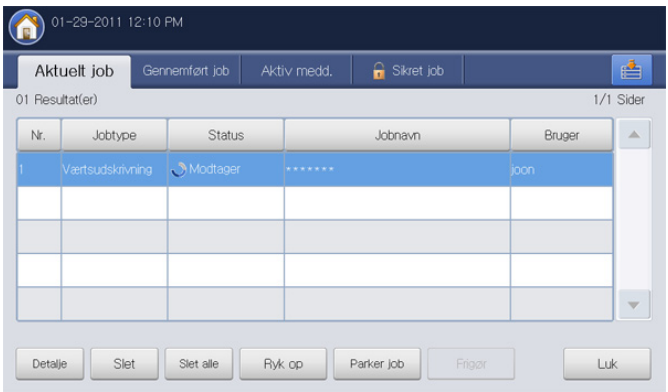 01-29-2011 12:10 PM
Aktuelt job Gennemført job Aktiv medd. Sikret job
01 Resultat(er) 1/1 Sider
Nr. Jobtype Status Jobnavn Bruger
1 Værtsudskrivning Modtager ******* joon
Detalje Slet Slet alle Ryk op Parker job Frigør Luk